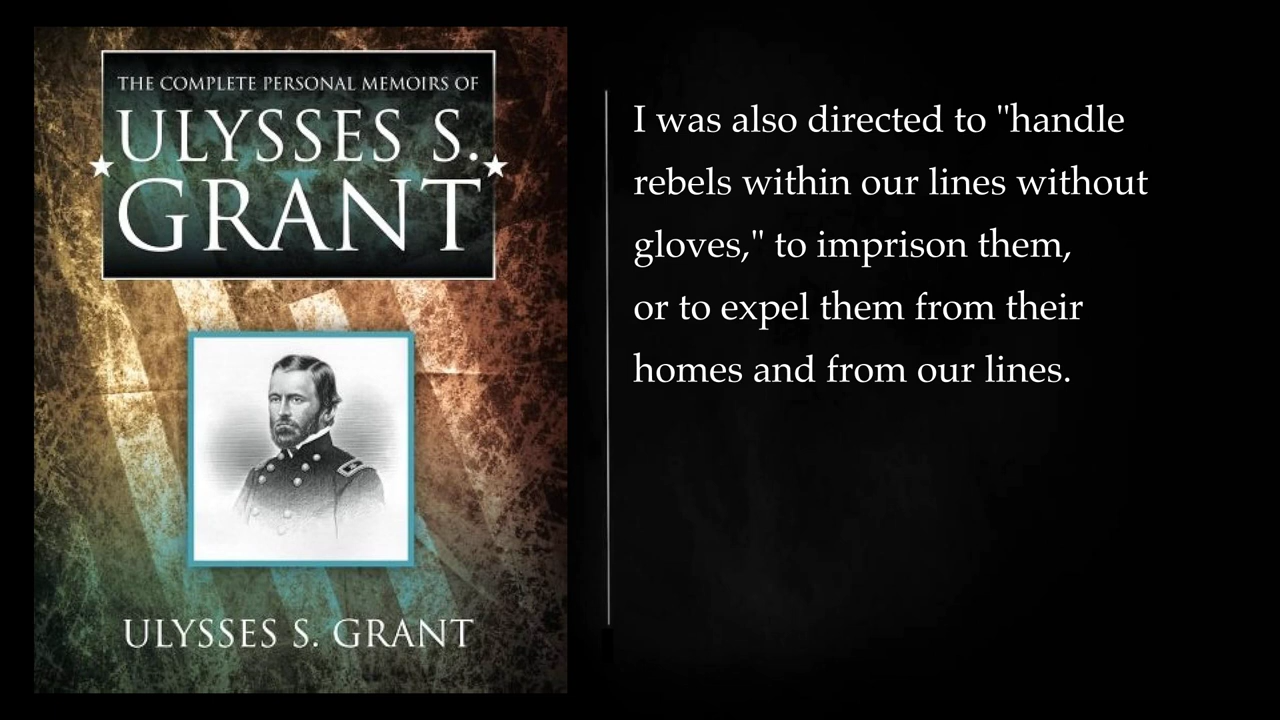 THE COMPLETE PERSONAL MEMOIRS OF
ULYSSES S.
GRANT
ULYSSES S. GRANT
I was also directed to "handle
rebels within our lines without
gloves," to imprison them,
or to expel them from their
homes and from our lines.